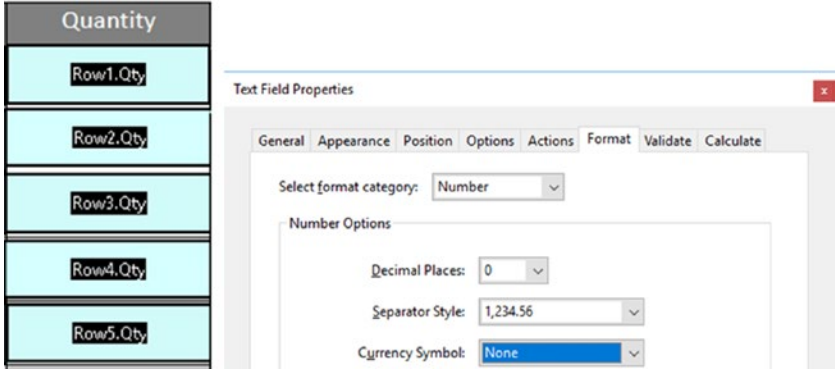 Quantity
Row1.Qty
Row2.Qty
Row3.Qty
Row4.Qty
Row5.Qty
Text Field Properties
x
General Appearance Position Options Actions Format Validate Calculate
Select format category: Number
Number Options
Decimal Places: 0
Separator Style: 1,234.56
Currency Symbol: None